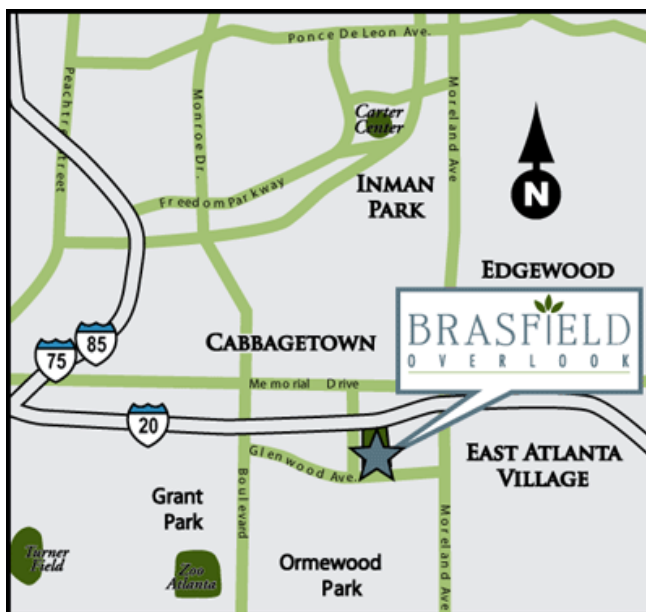 Ponce De Leon Ave.
Peachtree Street
Monroe Dr.
Carter
Center
Moreland Ave
Freedom Parkway
INMAN
PARK
N
EDGEWOOD
BRASFIELD
OVERLOOK
85
75
CABBAGETOWN
Memorial Drive
20
Glenwood Ave.
EAST ATLANTA
VILLAGE
Grant
Park
Boulevard
Moreland Ave
Turner
Field
Zoo
Atlanta
Ormewood
Park